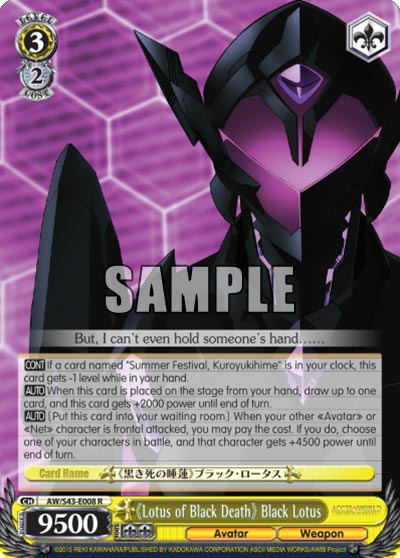 LEVEL
3
2
COST
SAMPLE
But, I can't even hold someone's hand……
CONT If a card named "Summer Festival, Kuroyukihime" is in your clock, this
card gets -1 level while in your hand.
AUTO When this card is placed on the stage from your hand, draw up to one
card, and this card gets +2000 power until end of turn.
AUTO [Put this card into your waiting room] When your other «Avatar» or
«Net» character is frontal attacked, you may pay the cost. If you do, choose
one of your characters in battle, and that character gets +4500 power until
end of turn.
Card Name 《黒き死の睡蓮》ブラック・ロータス
CH AW/S43-E008 R
9500
《Lotus of Black Death》 Black Lotus
ACCEL WORLD
Avatar Weapon
©2015 REKI KAWAHARA/PUBLISHED BY KADOKAWA CORPORATION ASCII MEDIA WORKS/AWIB Project